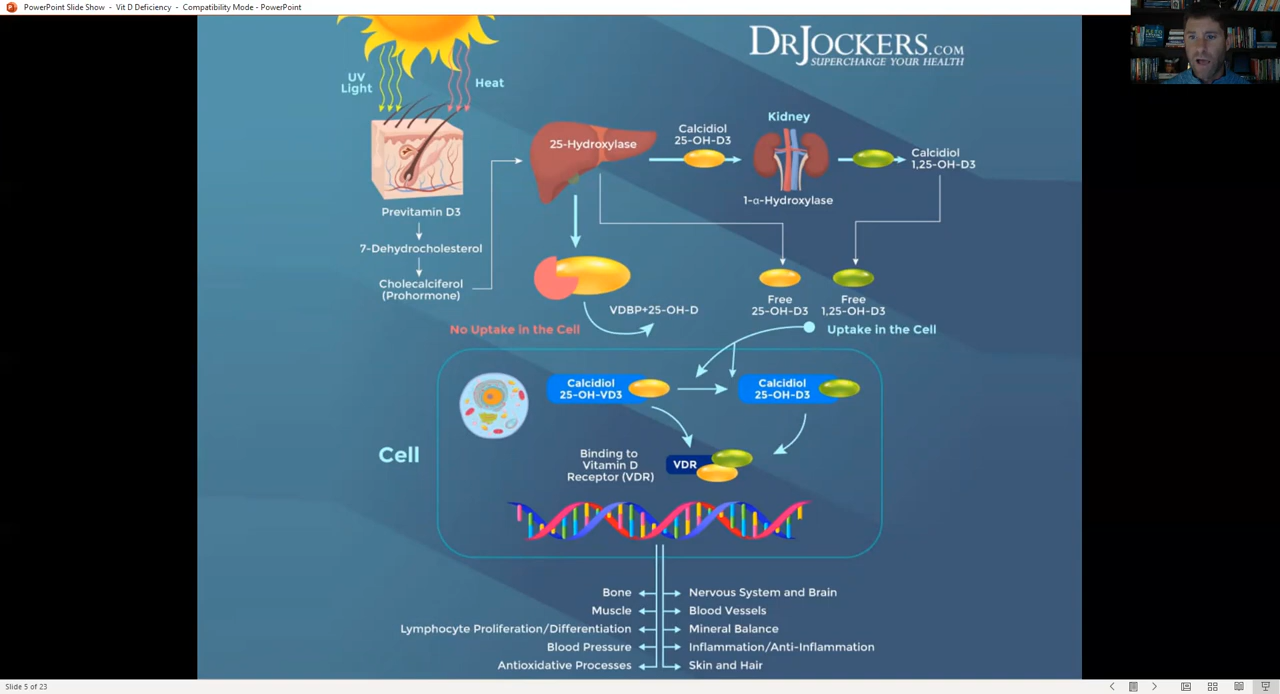 PowerPoint Slide Show - Vit D Deficiency - Compatibility Mode - PowerPoint
DRJOCKERS.COM
SUPERCHARGE YOUR HEALTH
UV
Light
Heat
Previtamin D3
7-Dehydrocholesterol
Cholecalciferol
(Prohormone)
25-Hydroxylase
Calcidiol
25-OH-D3
Kidney
1-α-Hydroxylase
Calcidiol
1,25-OH-D3
VDBP+25-OH-D
No Uptake in the Cell
Free
25-OH-D3
Free
1,25-OH-D3
Uptake in the Cell
Cell
Calcidiol
25-OH-VD3
Calcidiol
25-OH-D3
Binding to
Vitamin D
Receptor (VDR)
VDR
Bone
Muscle
Lymphocyte Proliferation/Differentiation
Blood Pressure
Antioxidative Processes
Nervous System and Brain
Blood Vessels
Mineral Balance
Inflammation/Anti-Inflammation
Skin and Hair
Slide 5 of 23